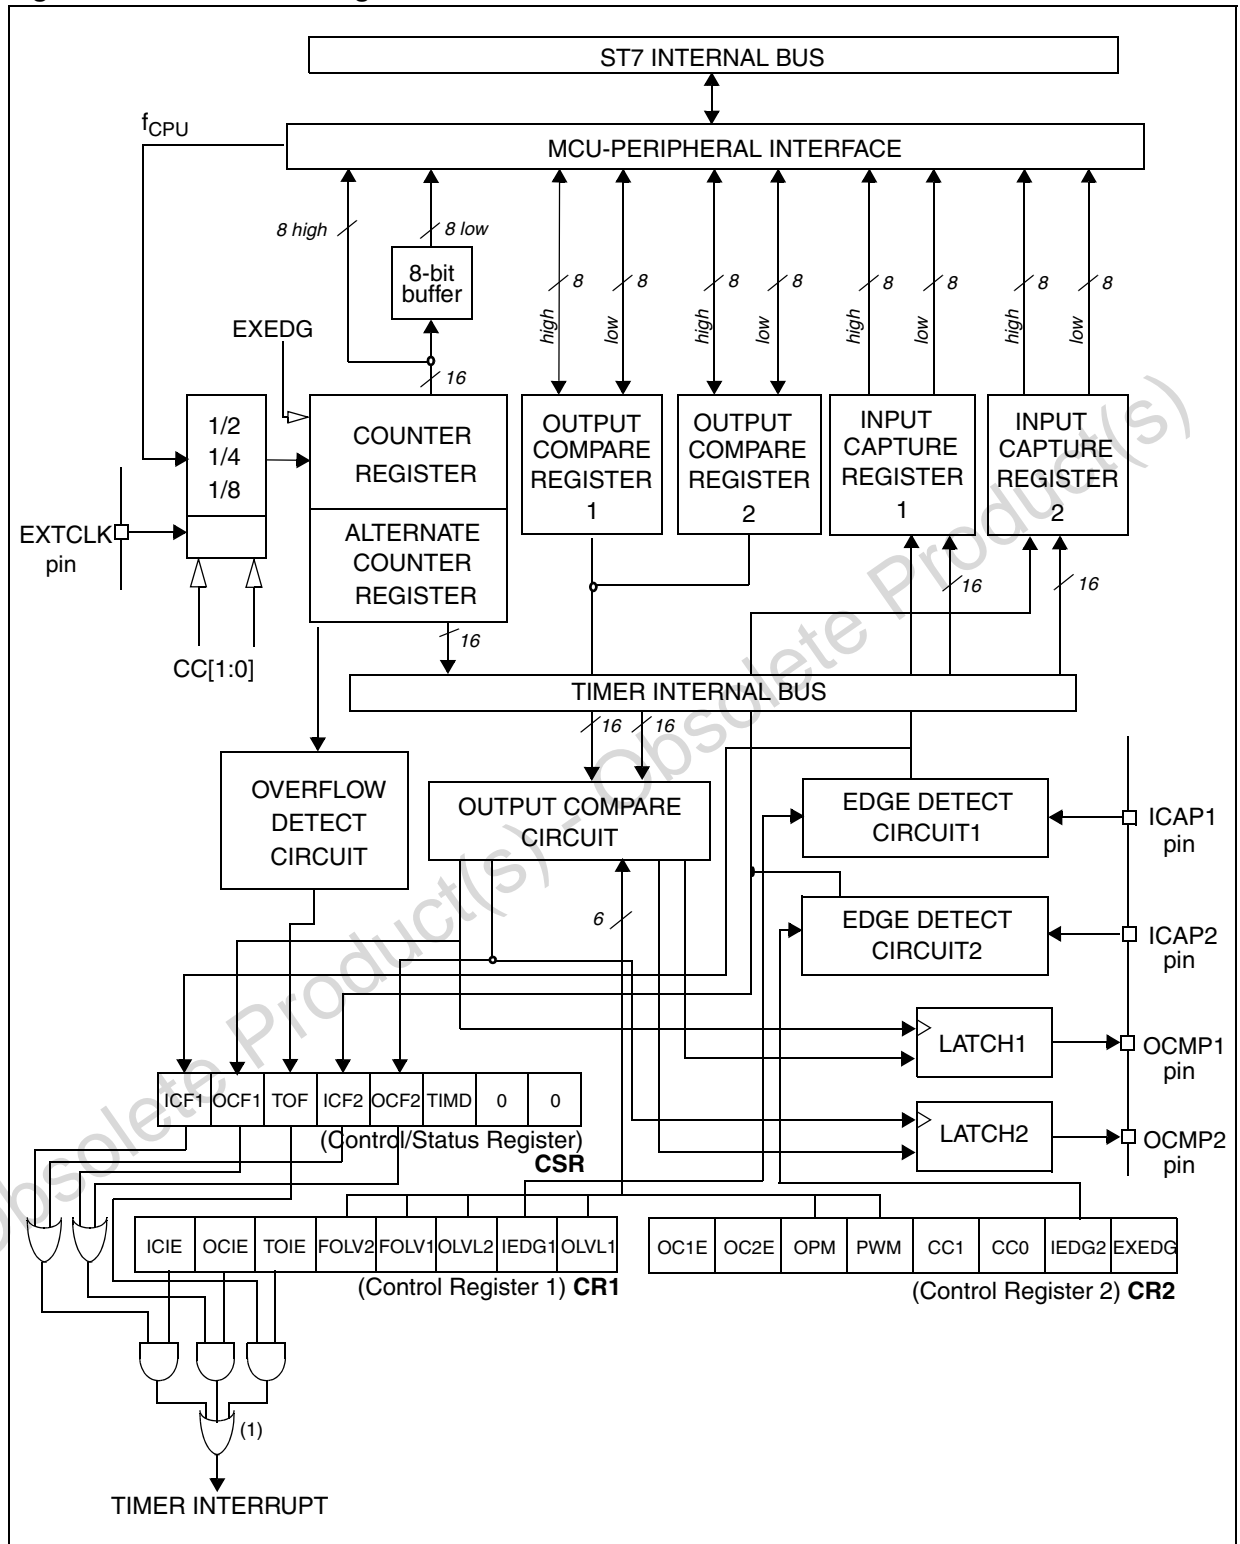 ST7 INTERNAL BUS
fCPU
MCU-PERIPHERAL INTERFACE
8 high
8 low
8-bit
buffer
8
8
8
8
8
8
8
8
high
low
high
low
high
low
high
low
EXEDG
16
1/2
1/4
1/8
COUNTER
REGISTER
ALTERNATE
COUNTER
REGISTER
OUTPUT
COMPARE
REGISTER
1
OUTPUT
COMPARE
REGISTER
2
INPUT
CAPTURE
REGISTER
1
INPUT
CAPTURE
REGISTER
2
EXTCLK
pin
16
16
16
CC[1:0]
TIMER INTERNAL BUS
16
16
OVERFLOW
DETECT
CIRCUIT
OUTPUT COMPARE
CIRCUIT
EDGE DETECT
CIRCUIT1
ICAP1
pin
6
EDGE DETECT
CIRCUIT2
ICAP2
pin
LATCH1
OCMP1
pin
ICF1 OCF1 TOF ICF2 OCF2 TIMD 0 0
(Control/Status Register)
CSR
LATCH2
OCMP2
pin
ICIE OCIE TOIE FOLV2 FOLV1 OLVL2 IEDG1 OLVL1
(Control Register 1) CR1
OC1E OC2E OPM PWM CC1 CC0 IEDG2 EXEDG
(Control Register 2) CR2
(1)
TIMER INTERRUPT
Obsolete Product(s) - Obsolete Product(s)